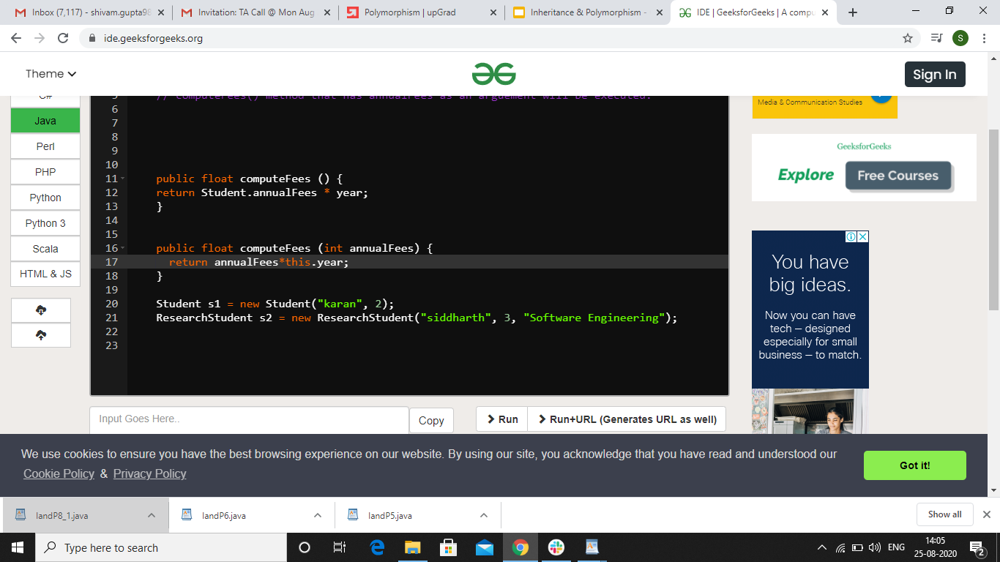 Inbox (7,117) - shivam.gupta98
Invitation: TA Call @ Mon Aug
Polymorphism | upGrad
Inheritance & Polymorphism -
IDE | GeeksforGeeks | A compu
ide.geeksforgeeks.org
S
Theme
Sign In
C#
Java
Perl
PHP
Python
Python 3
Scala
HTML & JS
5 // computeFees() method that has annualFees as an arguement will be executed.
6
7
8
9
10
11 public float computeFees () {
12 return Student.annualFees * year;
13 }
14
15
16 public float computeFees (int annualFees) {
17 return annualFees*this.year;
18 }
19
20 Student s1 = new Student("karan", 2);
21 ResearchStudent s2 = new ResearchStudent("siddharth", 3, "Software Engineering");
22
23
Media & Communication Studies
GeeksforGeeks
Explore
Free Courses
You have
big ideas.
Now you can have
tech – designed
especially for small
business – to match.
Input Goes Here..
Copy
Run
Run+URL (Generates URL as well)
We use cookies to ensure you have the best browsing experience on our website. By using our site, you acknowledge that you have read and understood our
Cookie Policy & Privacy Policy
Got it!
IandP8_1.java
IandP6.java
IandP5.java
Show all
Type here to search
ENG
14:05
25-08-2020
2